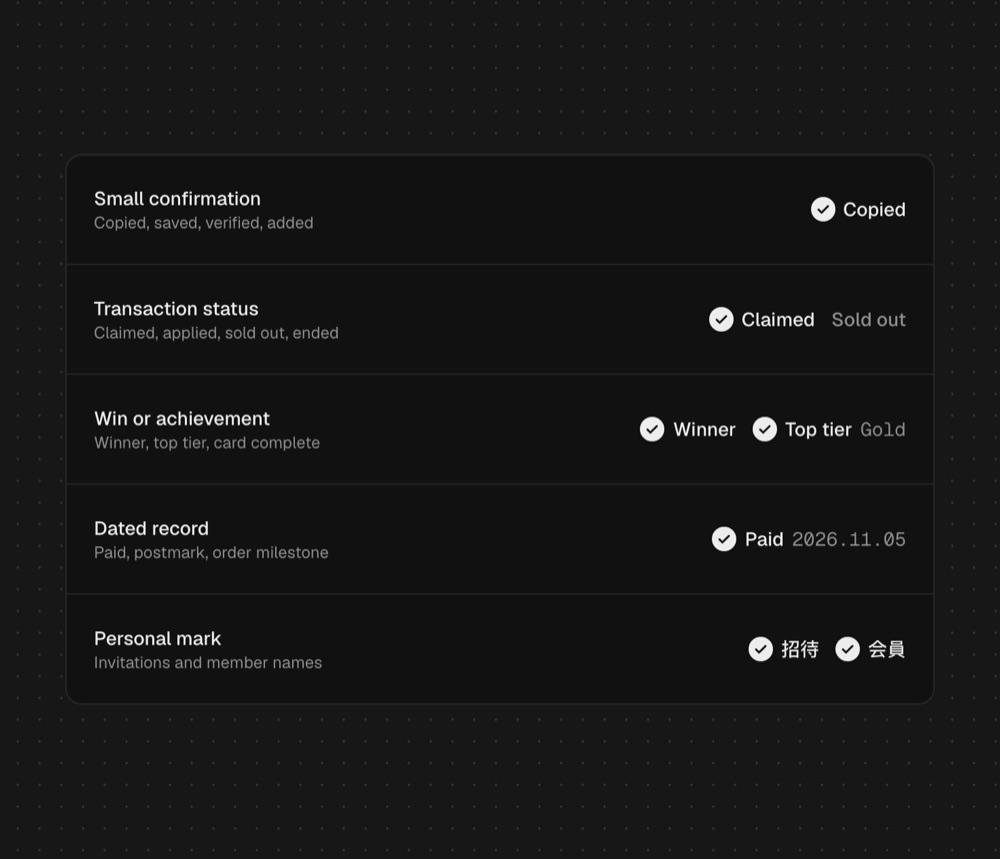 Small confirmation
Copied, saved, verified, added
Copied
Transaction status
Claimed, applied, sold out, ended
Claimed Sold out
Win or achievement
Winner, top tier, card complete
Winner Top tier Gold
Dated record
Paid, postmark, order milestone
Paid 2026.11.05
Personal mark
Invitations and member names
招待 会員